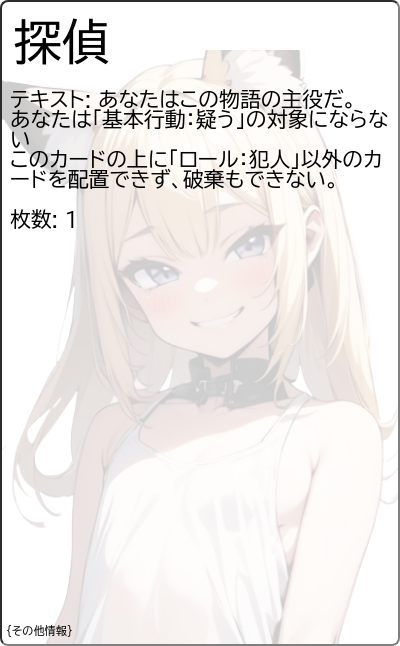 探偵
テキスト: あなたはこの物語の主役だ。
あなたは「基本行動：疑う」の対象にならな
い
このカードの上に「ロール：犯人」以外のカ
ードを配置できず、破棄もできない。
枚数: 1
{その他情報}